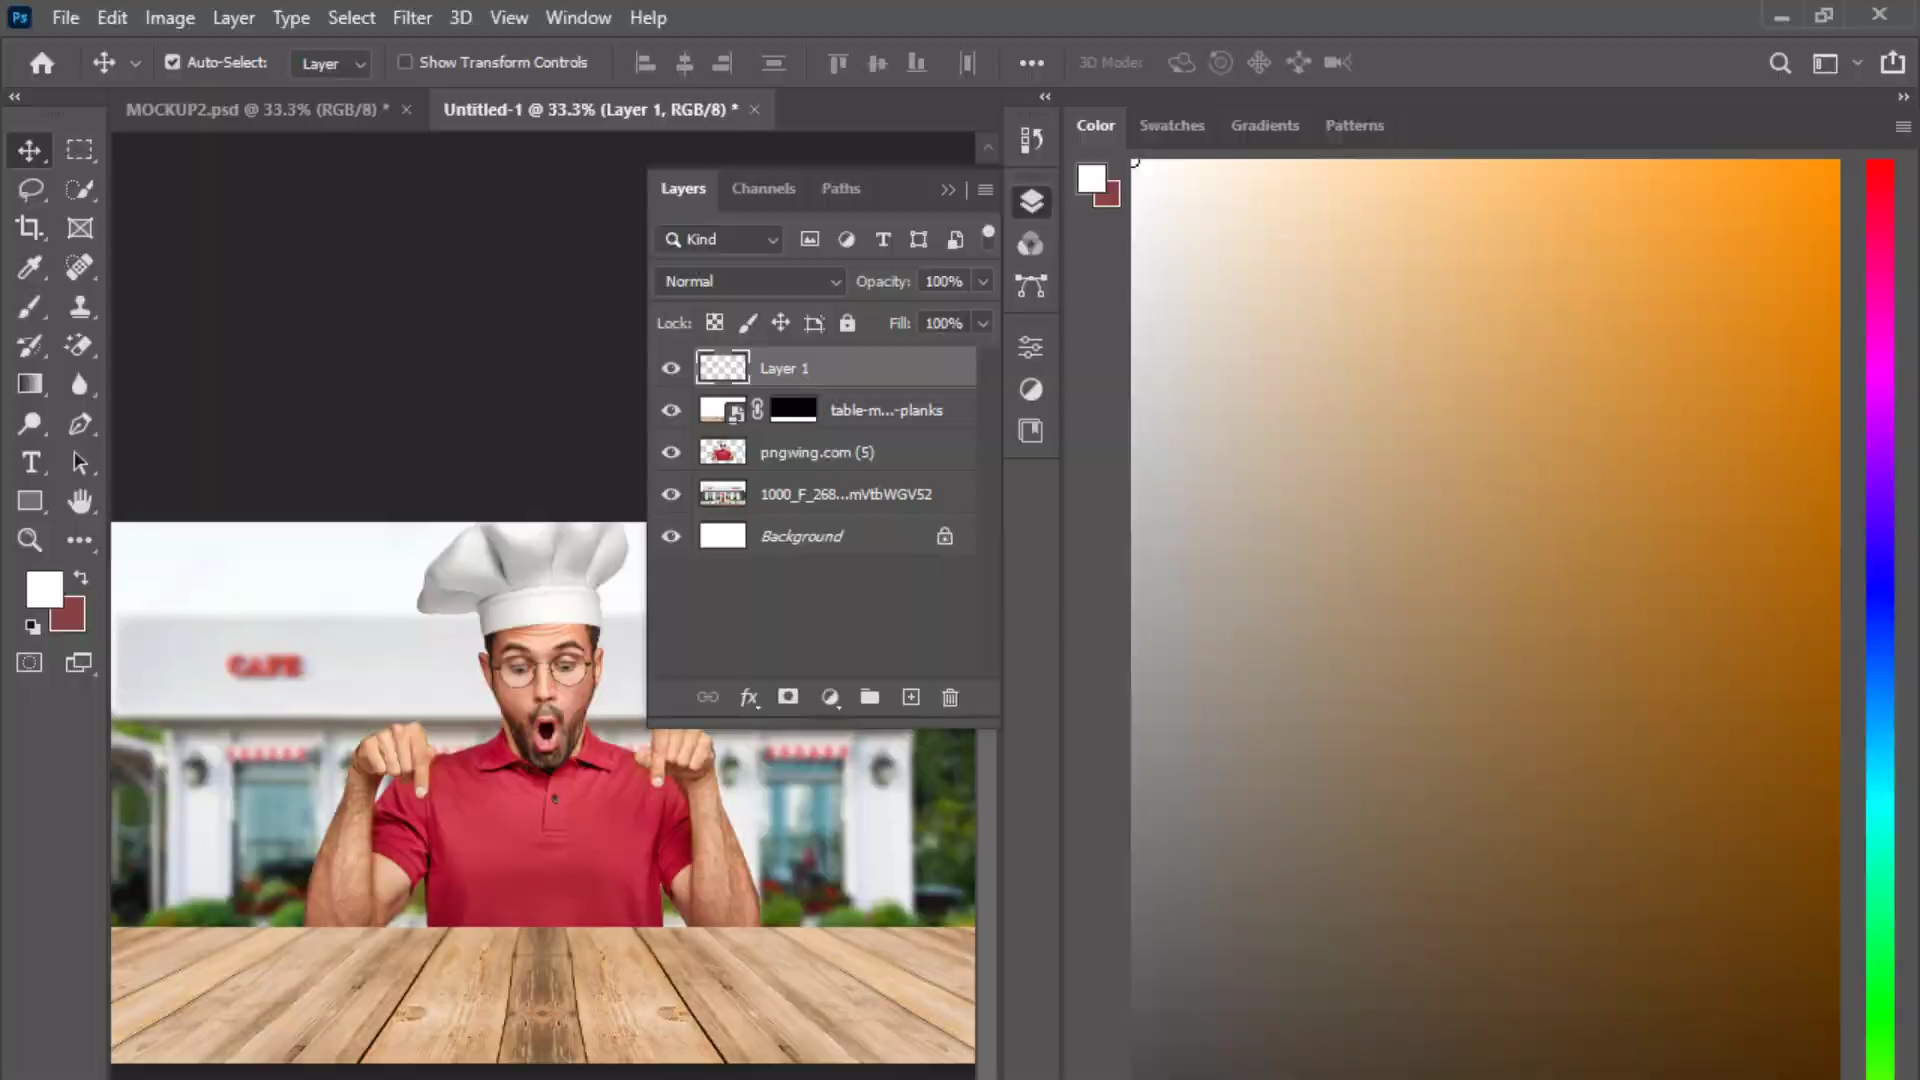 Ps File Edit Image Layer Type Select Filter 3D View Window Help
Auto-Select: Layer Show Transform Controls 3D Mode:
MOCKUP2.psd @ 33.3% (RGB/8) * Untitled-1 @ 33.3% (Layer 1, RGB/8) *
Color Swatches Gradients Patterns
Layers Channels Paths
Kind
Normal Opacity: 100%
Lock: Fill: 100%
Layer 1
table-m...-planks
pngwing.com (5)
1000_F_268...mVtbWGV52
Background
CAFE